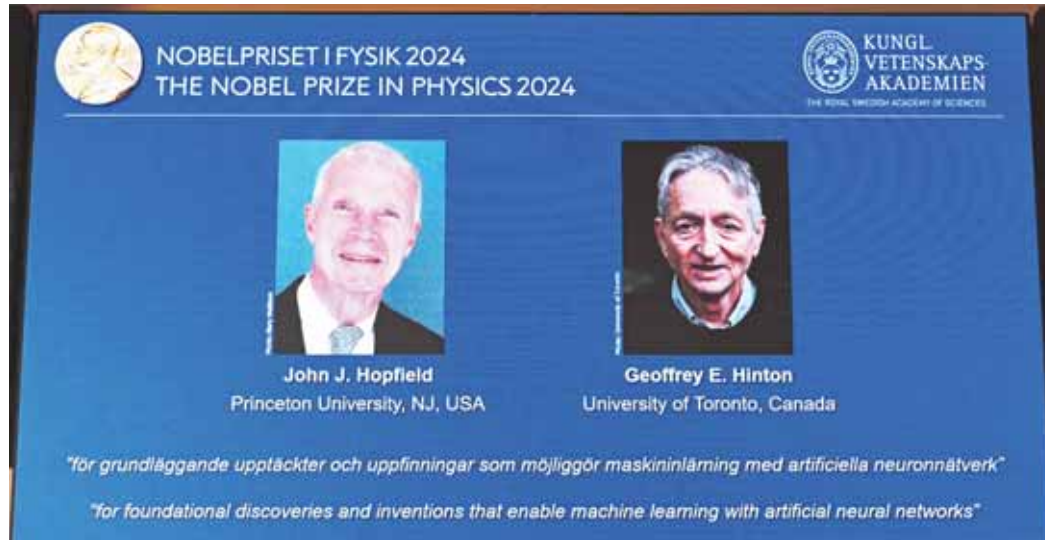 NOBELPRISET I FYSIK 2024
THE NOBEL PRIZE IN PHYSICS 2024
KUNGL.
VETENSKAPS-
AKADEMIEN
THE ROYAL SWEDISH ACADEMY OF SCIENCES
John J. Hopfield
Princeton University, NJ, USA
Geoffrey E. Hinton
University of Toronto, Canada
"för grundläggande upptäckter och uppfinningar som möjliggör maskininlärning med artificiella neuronnätverk"
"for foundational discoveries and inventions that enable machine learning with artificial neural networks"